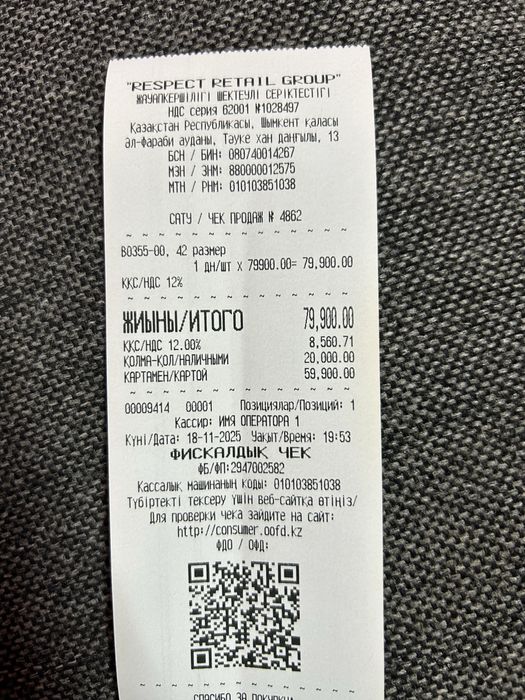 "RESPECT RETAIL GROUP"
ЖАУАПКЕРШІЛІГІ ШЕКТЕУЛІ СЕРІКТЕСТІГІ
НДС серия 62001 №1028497
Казақстан Республикасы, Шымкент қаласы
әл-фараби ауданы, Тауке хан даңғылы, 13
БСН / БИН: 080740014267
МЗН / ЗНМ: 880000012575
МТН / РНМ: 010103851038
САТУ / ЧЕК ПРОДАЖ № 4862
~ ~ ~ ~ ~ ~ ~ ~ ~ ~ ~ ~ ~
B0355-00, 42 размер
1 ДН/шт X 79900.00= 79,900.00
ҚҚС/НДС 12%
~ ~ ~ ~ ~ ~ ~ ~ ~ ~ ~ ~ ~
ЖИЫНЫ/ИТОГО 79,900.00
ҚҚС/НДС 12.00% 8,560.71
ҚОЛМА-ҚОЛ/НАЛИЧНЫМИ 20,000.00
КАРТАМЕН/КАРТОЙ 59,900.00
~ ~ ~ ~ ~ ~ ~ ~ ~ ~ ~ ~ ~
00009414 00001 Позициялар/Позиций: 1
Кассир: ИМЯ ОПЕРАТОРА 1
Күні/Дата: 18-11-2025 Уақыт/Время: 19:53
ФИСКАЛДЫҚ ЧЕК
ФБ/ФП:2947002582
Кассалық машинаның коды: 010103851038
Түбіртекті тексеру үшін веб-сайтқа өтіңіз/
Для проверки чека зайдите на сайт:
http://consumer.oofd.kz
ФДО / ОФД:
~ ~ ~ ~ ~ ~ ~ ~ ~ ~ ~ ~ ~
СПАСИБО ЗА ПОКУПКУ